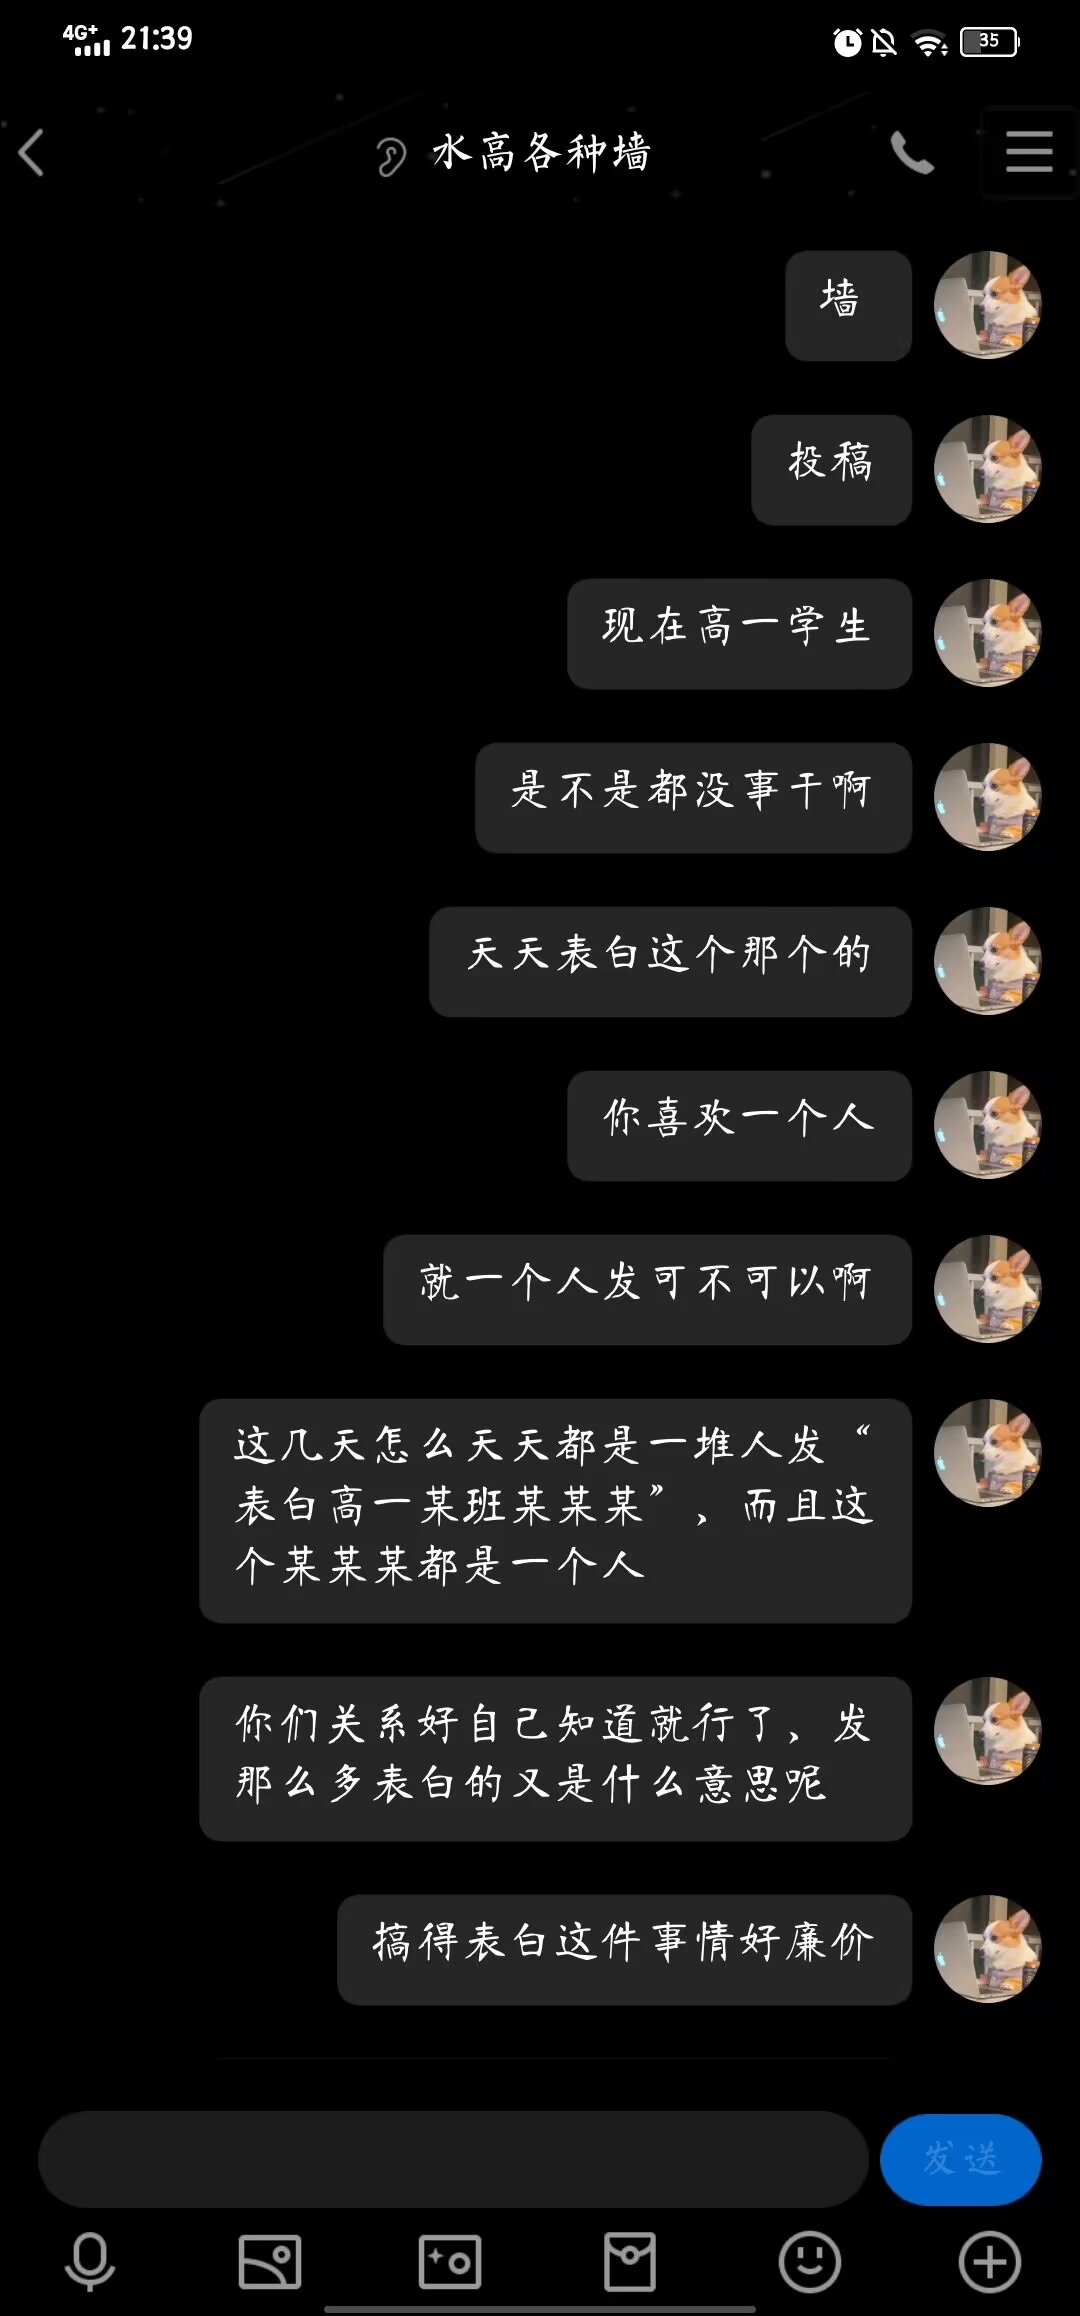 4G+ 21:39
35
水高各种墙
墙
投稿
现在高一学生
是不是都没事干啊
天天表白这个那个的
你喜欢一个人
就一个人发可不可以啊
这几天怎么天天都是一堆人发“
表白高一某班某某某”，而且这
个某某某都是一个人
你们关系好自己知道就行了，发
那么多表白的又是什么意思呢
搞得表白这件事情好廉价
发送